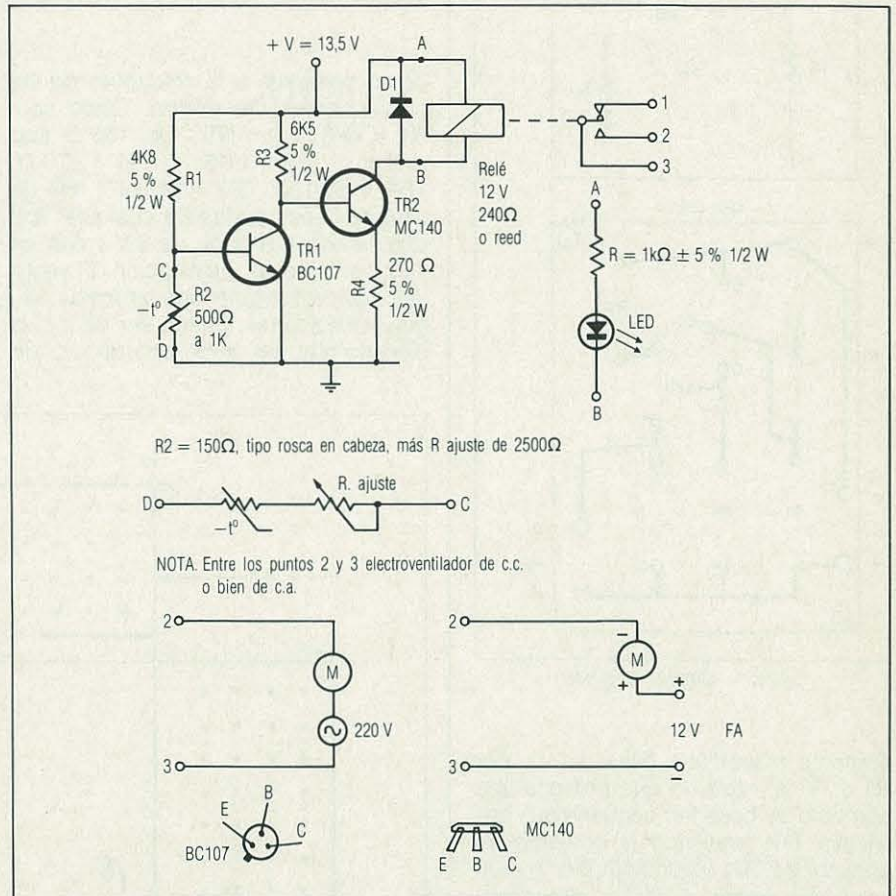 + V = 13,5 V
A
D1
6K5
5 %
1/2 W
R3
4K8
5 %
1/2 W
R1
TR2
MC140
B
Relé
12 V
240Ω
o reed
1
2
3
TR1
BC107
C
−tº
R2
500Ω
a 1K
D
270 Ω
5 %
1/2 W
R4
A
R = 1kΩ ± 5 % 1/2 W
LED
B
R2 = 150Ω, tipo rosca en cabeza, más R ajuste de 2500Ω
R. ajuste
D
C
−tº
NOTA. Entre los puntos 2 y 3 electroventilador de c.c.
o bien de c.a.
2
M
220 V
3
2
−
M
+
+
12 V FA
3
−
B
E
C
BC107
MC140
E B C